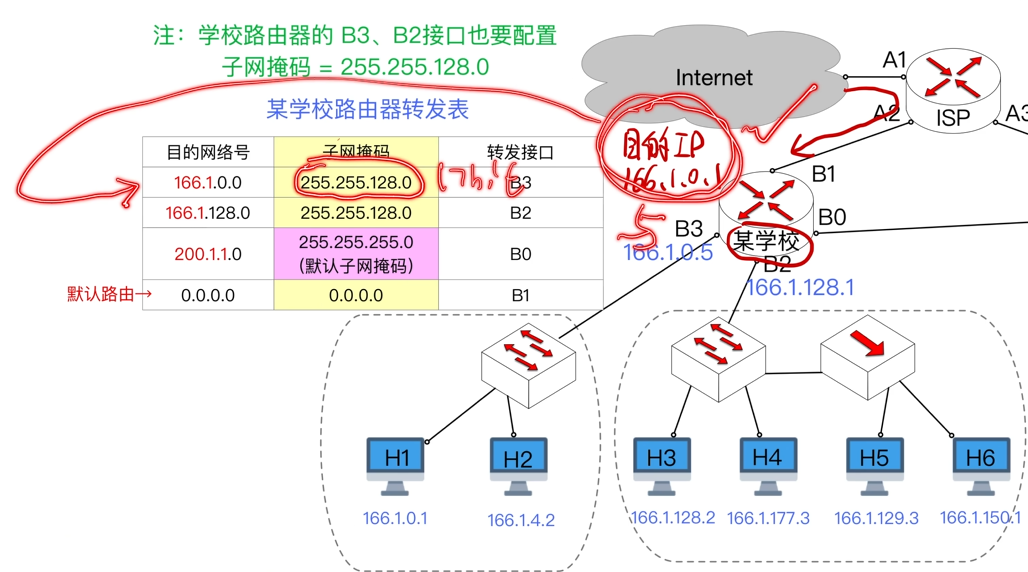 注：学校路由器的 B3、B2接口也要配置
子网掩码 = 255.255.128.0
某学校路由器转发表
目的网络号 子网掩码 转发接口
166.1.0.0 255.255.128.0 B3
166.1.128.0 255.255.128.0 B2
200.1.1.0 255.255.255.0 （默认子网掩码） B0
默认路由→ 0.0.0.0 0.0.0.0 B1
Internet
A1
ISP
A2
A3
目的IP
166.1.0.1
5
B1
B3
B0
某学校
166.1.0.5
B2
166.1.128.1
H1
H2
H3
H4
H5
H6
166.1.0.1
166.1.4.2
166.1.128.2
166.1.177.3
166.1.129.3
166.1.150.1